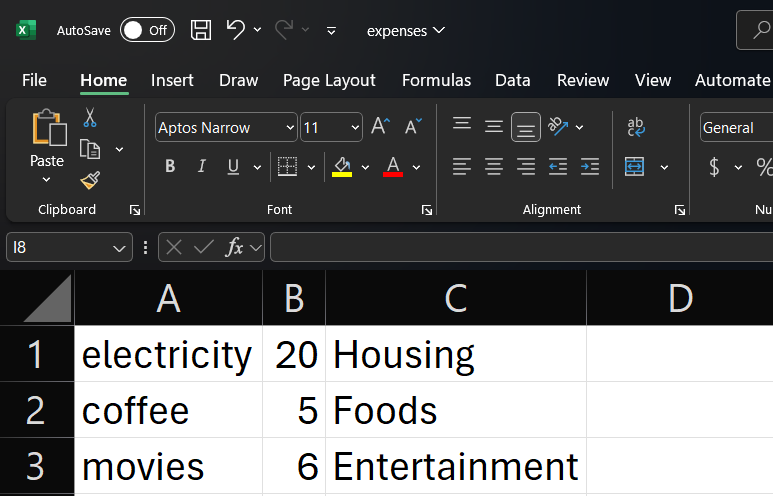 AutoSave Off expenses
File Home Insert Draw Page Layout Formulas Data Review View Automate
Aptos Narrow 11 A A ab c General
Paste B I U A $ %
Clipboard Font Alignment Nu
I8 fx
A B C D
1 electricity 20 Housing
2 coffee 5 Foods
3 movies 6 Entertainment